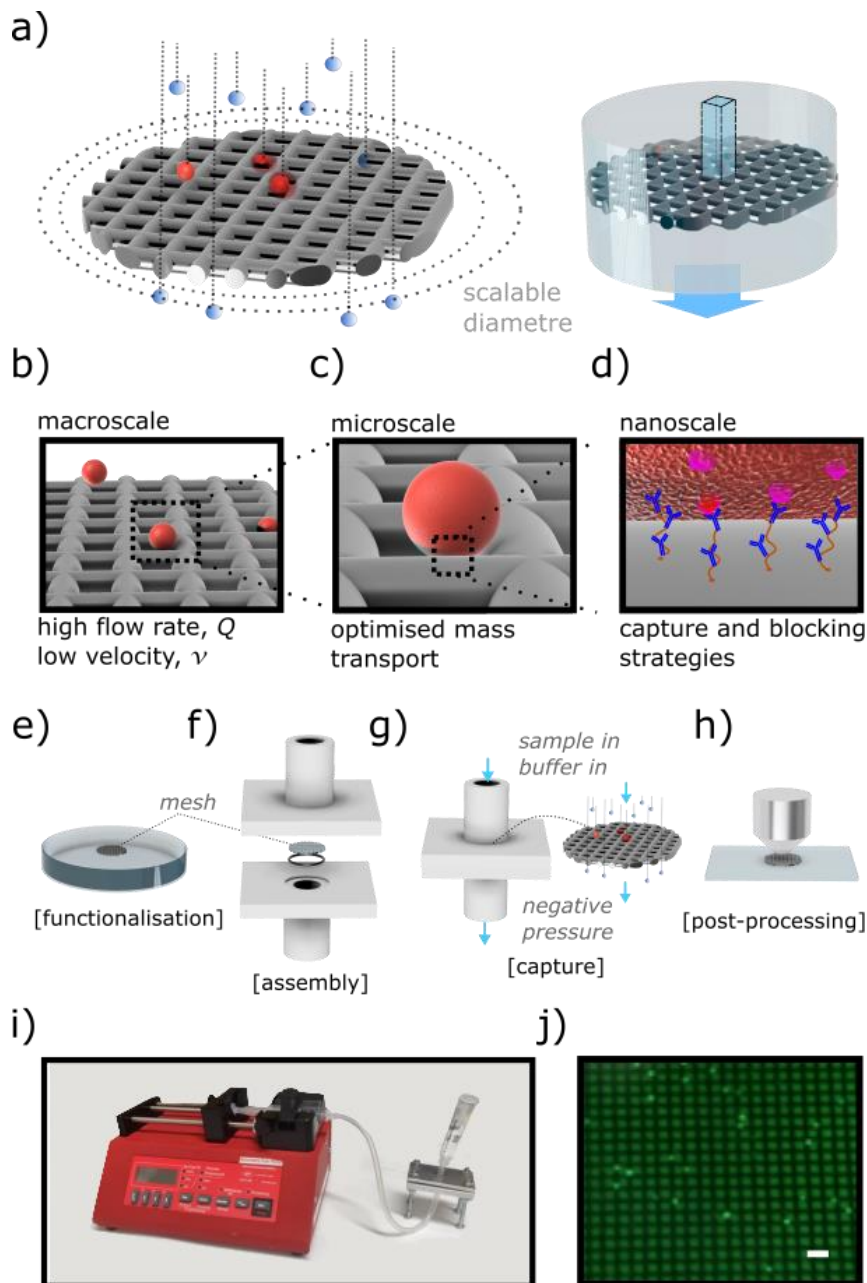 a)
scalable
diametre
b)
c)
d)
macroscale
microscale
nanoscale
high flow rate, Q
low velocity, v
optimised mass
transport
capture and blocking
strategies
e)
f)
g)
h)
mesh
sample in
buffer in
negative
pressure
[functionalisation]
[assembly]
[capture]
[post-processing]
i)
j)